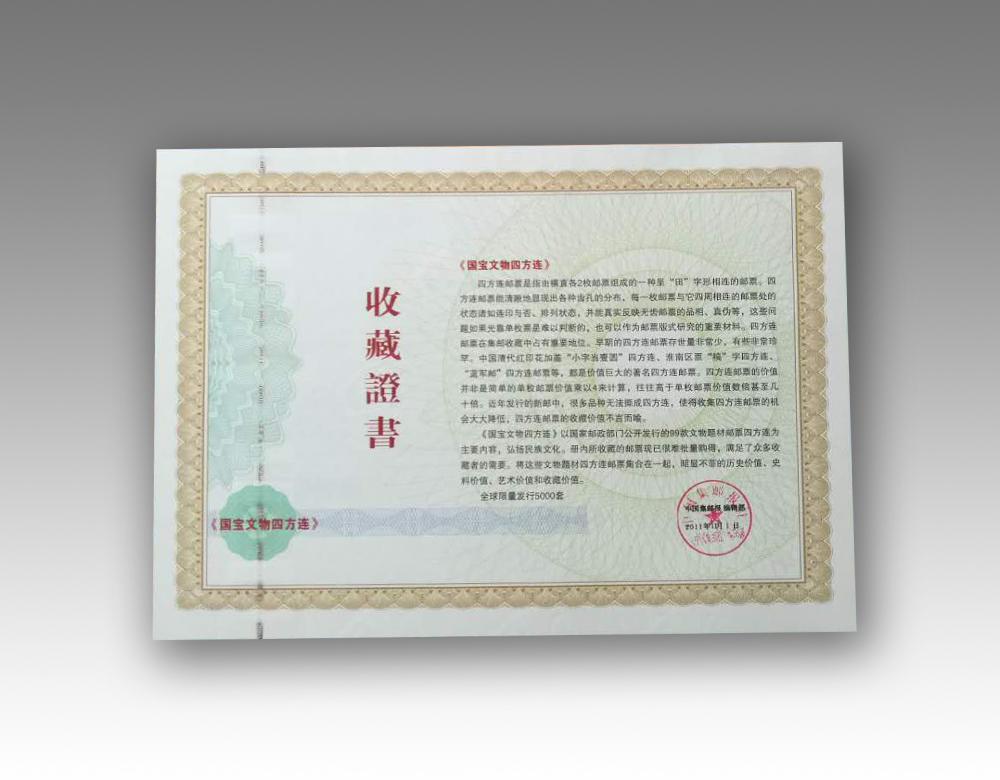 收藏證書
《国宝文物四方连》
四方连邮票是指由横直各2枚邮票组成的一种呈“田”字形相连的邮票。四
方连邮票能清晰地显现出各种齿孔的分布、每一枚邮票与它四周相连的邮票处的
状态诸如连印与否、排列状态，并能真实反映无齿邮票的品相、真伪等，这些问
题如果光靠单枚票是难以判断的，也可以作为邮票版式研究的重要材料。四方连
邮票在集邮收藏中占有重要地位。早期的四方连邮票存世量非常少，有些非常珍
罕。中国清代红印花加盖“小字当壹圆”四方连、淮南区票“稿”字四方连、
“蓝军邮”四方连邮票等，都是价值巨大的著名四方连邮票。四方连邮票的价值
并非是简单的单枚邮票价值乘以4来计算，往往高于单枚邮票价值数倍甚至几
十倍。近年发行的新邮中，很多品种无法撕成四方连，使得收集四方连邮票的机
会大大降低，四方连邮票的收藏价值不言而喻。
《国宝文物四方连》以国家邮政部门公开发行的99款文物题材邮票四方连为
主要内容，弘扬民族文化。册内所收藏的邮票现已很难批量购得，满足了众多收
藏者的需要。将这些文物题材四方连邮票集合在一起，昭显不菲的历史价值、史
料价值、艺术价值和收藏价值。
全球限量发行5000套
《国宝文物四方连》
中国集邮报 编辑部
2011年1月1日